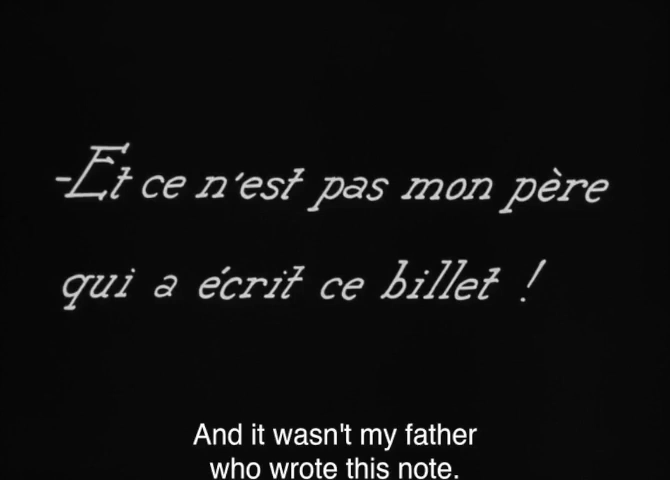 -Et ce n'est pas mon père
qui a écrit ce billet !
And it wasn't my father
who wrote this note.